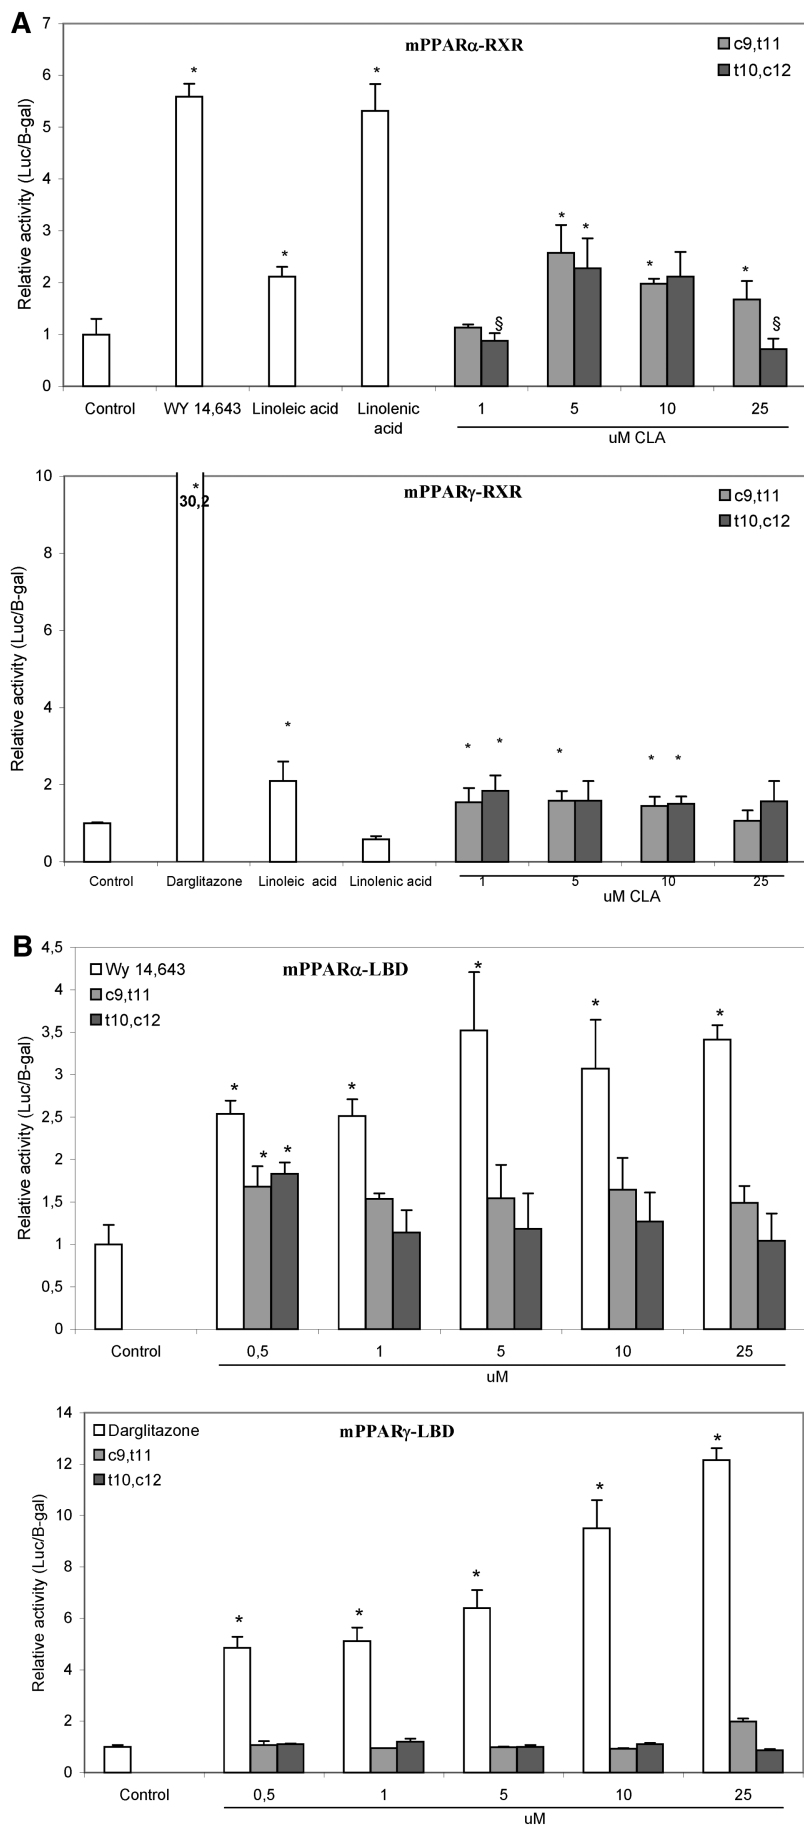 A
mPPARα-RXR
c9,t11
t10,c12
Relative activity (Luc/B-gal)
7
6
5
4
3
2
1
0
*
*
*
*
*
*
*
§
§
Control
WY 14,643
Linoleic acid
Linolenic
acid
1
5
10
25
uM CLA
mPPARγ-RXR
c9,t11
t10,c12
Relative activity (Luc/B-gal)
10
8
6
4
2
0
*
30,2
*
*
*
*
*
*
Control
Darglitazone
Linoleic acid
Linolenic acid
1
5
10
25
uM CLA
B
mPPARα-LBD
Wy 14,643
c9,t11
t10,c12
Relative activity (Luc/B-gal)
4,5
4
3,5
3
2,5
2
1,5
1
0,5
0
*
*
*
*
*
*
*
Control
0,5
1
5
10
25
uM
mPPARγ-LBD
Darglitazone
c9,t11
t10,c12
Relative activity (Luc/B-gal)
14
12
10
8
6
4
2
0
*
*
*
*
*
Control
0,5
1
5
10
25
uM